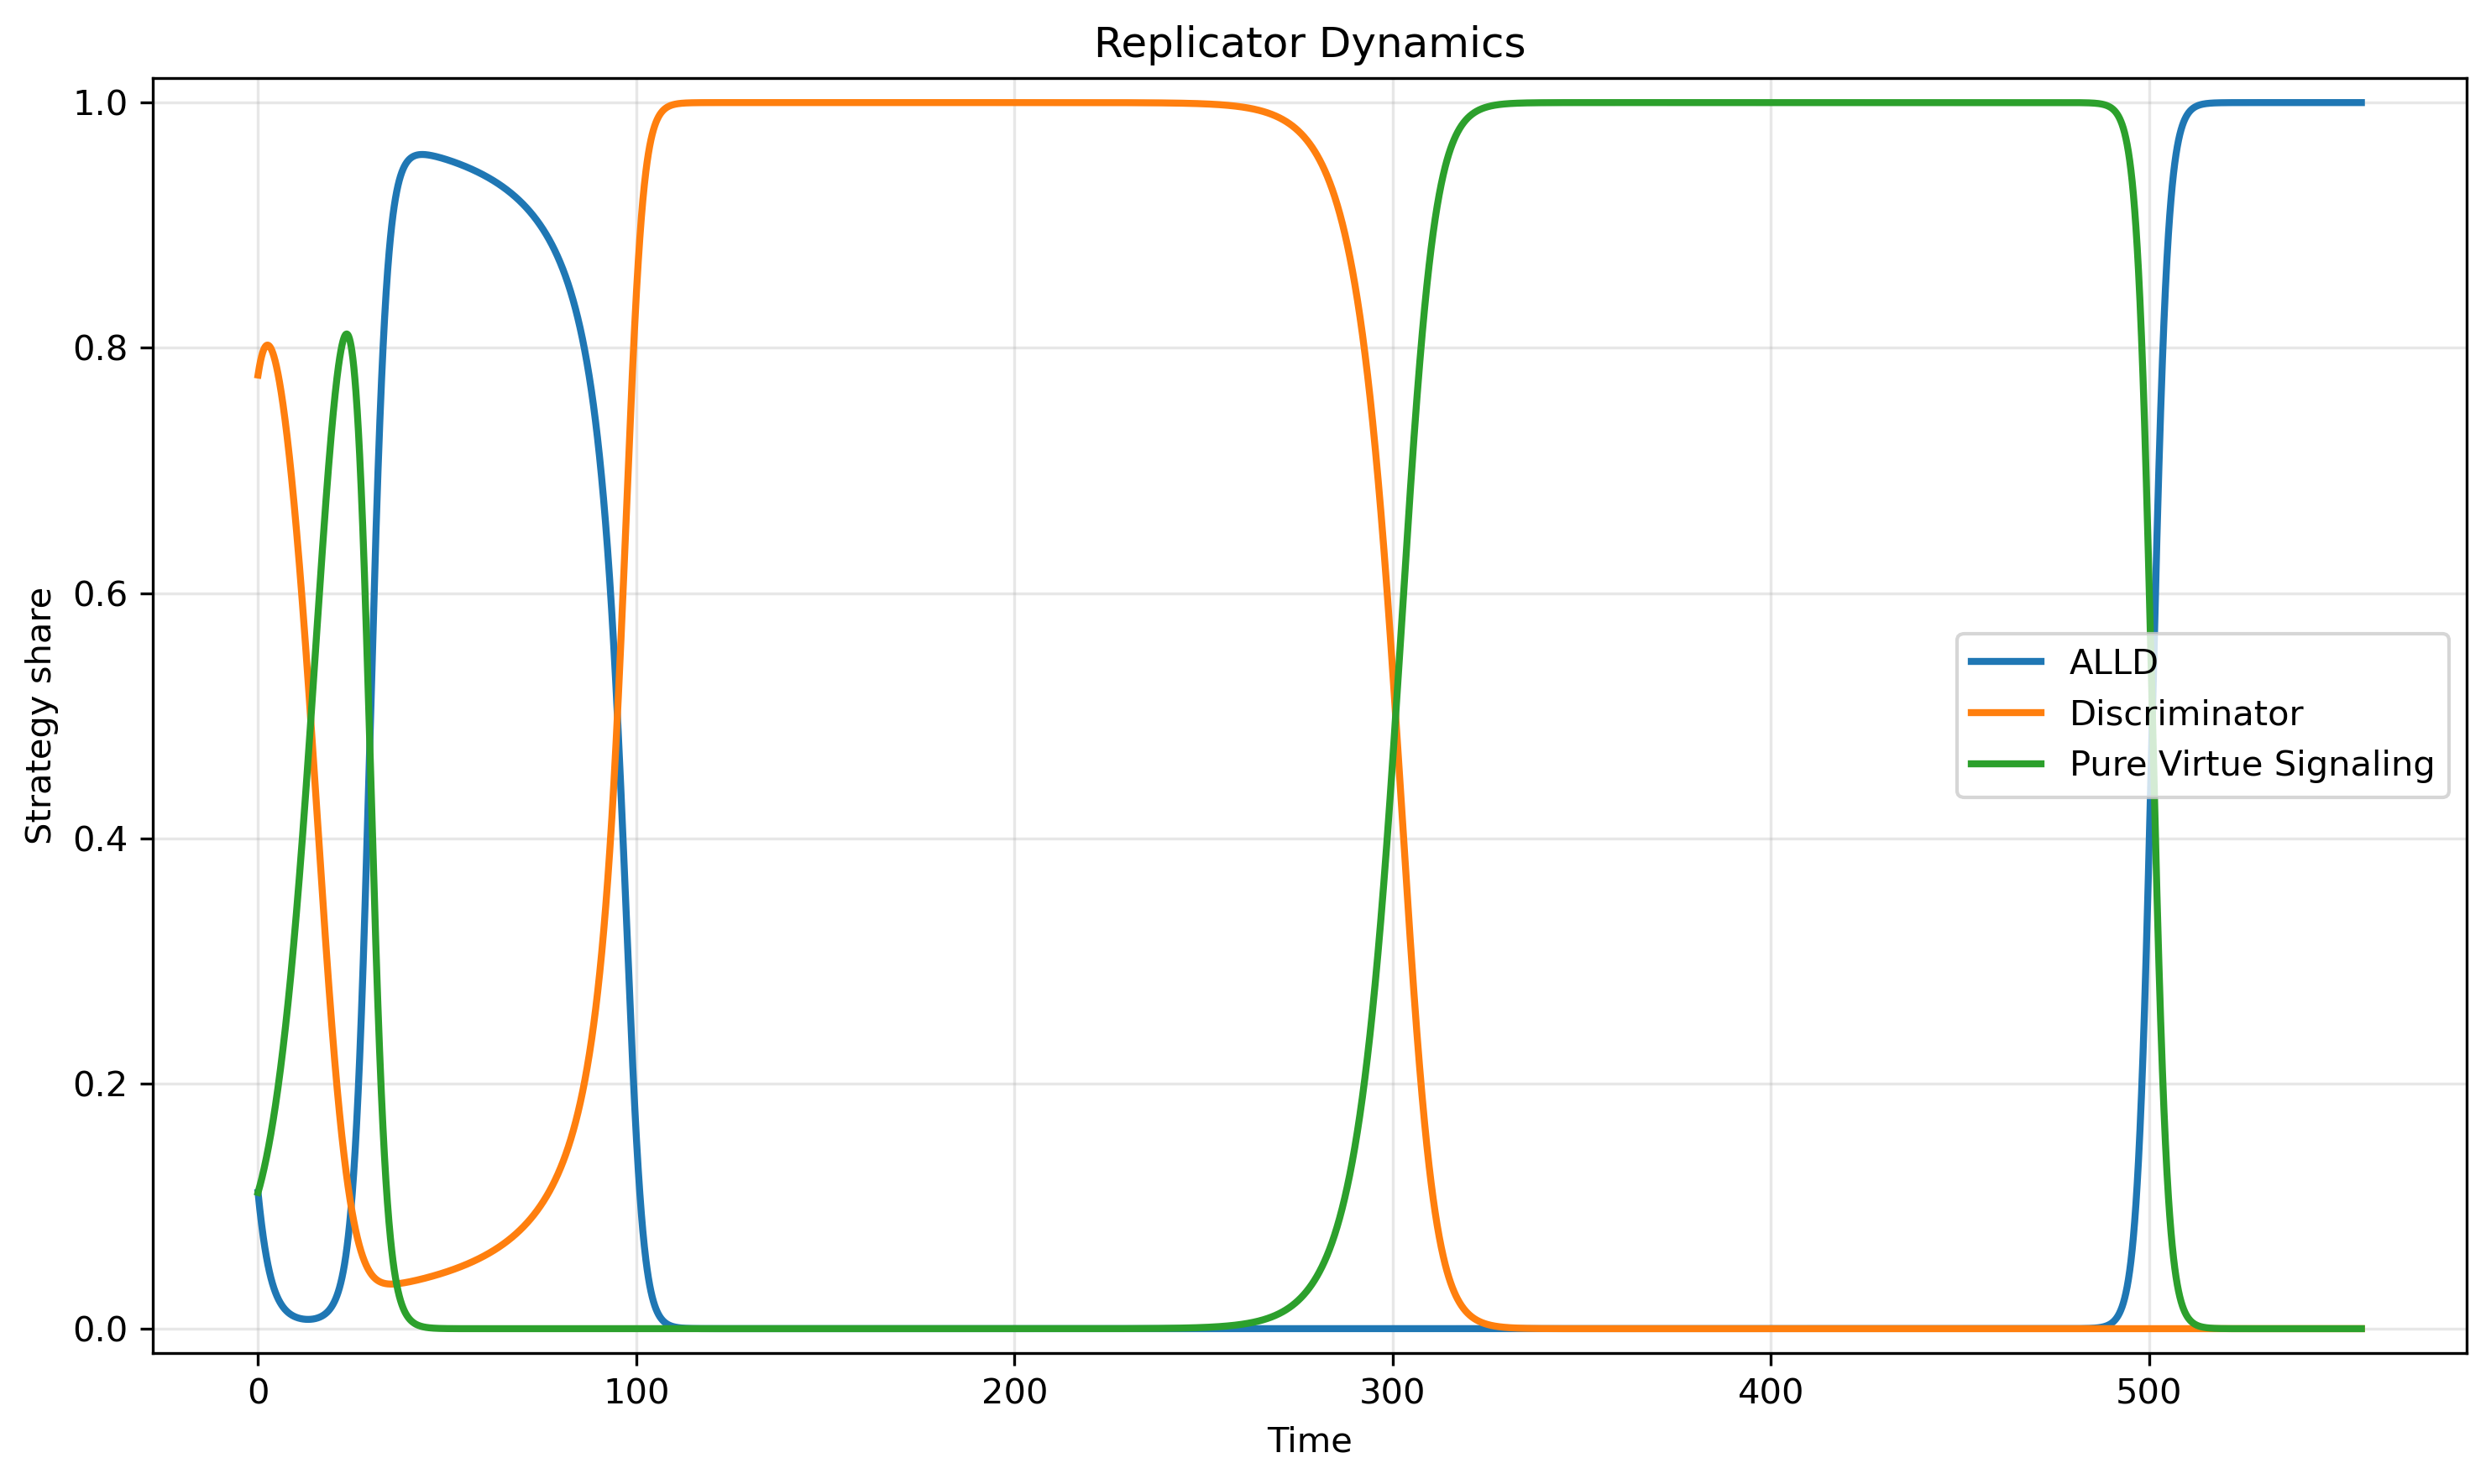 Replicator Dynamics
1.0
0.8
0.6
0.4
0.2
0.0
Strategy share
ALLD
Discriminator
Pure Virtue Signaling
0
100
200
300
400
500
Time